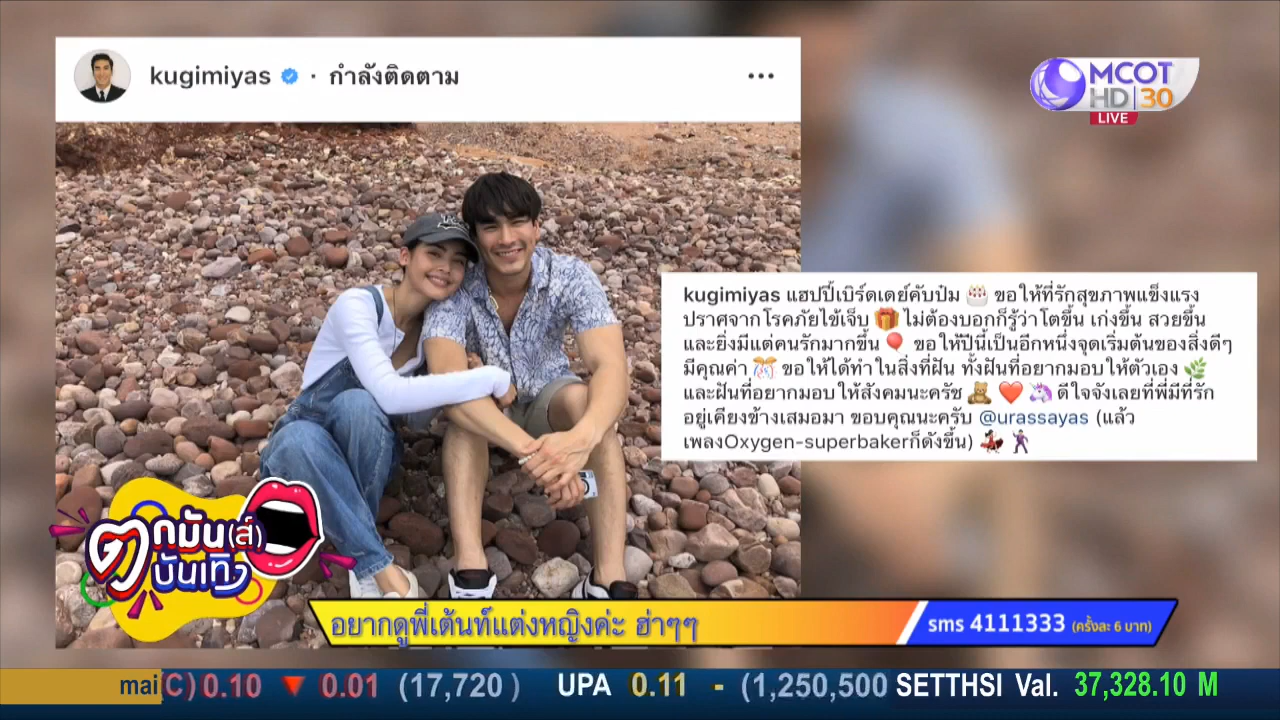 kugimiyas · กำลังติดตาม
MCOT
HD 30
LIVE
kugimiyas แฮปปี้เบิร์ดเดย์คับป๋ม 🎂 ขอให้ที่รักสุขภาพแข็งแรง
ปราศจากโรคภัยไข้เจ็บ 🎁 ไม่ต้องบอกก็รู้ว่าโตขึ้น เก่งขึ้น สวยขึ้น
และยิ่งมีแต่คนรักมากขึ้น🎈 ขอให้ปีนี้เป็นอีกหนึ่งจุดเริ่มต้นของสิ่งดีๆ
มีคุณค่า 🎊 ขอให้ได้ทำในสิ่งที่ฝัน ทั้งฝันที่อยากมอบให้ตัวเอง 🌿
และฝันที่อยากมอบให้สังคมนะครัช 🧸 ❤️ 🦄 ดีใจจังเลยที่พี่มีที่รัก
อยู่เคียงข้างเสมอมา ขอบคุณนะครับ @urassayas (แล้ว
เพลงOxygen-superbakerก็ดังขึ้น) 💃 🕺
ตกมัน(ส์)
บันเทิง
อยากดูพี่เต้นท์แต่งหญิงค่ะ ฮ่าๆๆ
sms 4111333 (ครั้งละ 6 บาท)
mai(C) 0.10 ▼ 0.01 (17,720 ) UPA 0.11 - (1,250,500 SETTHSI Val. 37,328.10 M